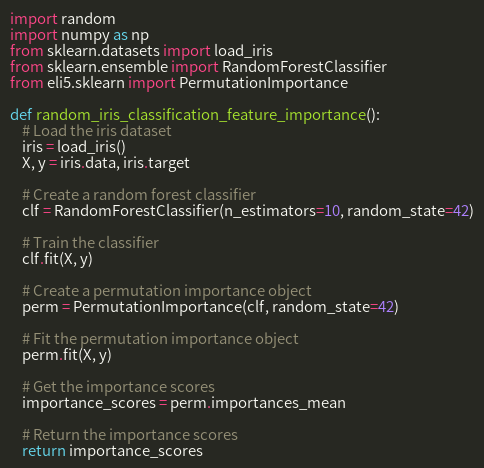 import random
import numpy as np
from sklearn.datasets import load_iris
from sklearn.ensemble import RandomForestClassifier
from eli5.sklearn import PermutationImportance

def random_iris_classification_feature_importance():
    # Load the iris dataset
    iris = load_iris()
    X, y = iris.data, iris.target

    # Create a random forest classifier
    clf = RandomForestClassifier(n_estimators=10, random_state=42)

    # Train the classifier
    clf.fit(X, y)

    # Create a permutation importance object
    perm = PermutationImportance(clf, random_state=42)

    # Fit the permutation importance object
    perm.fit(X, y)

    # Get the importance scores
    importance_scores = perm.importances_mean

    # Return the importance scores
    return importance_scores